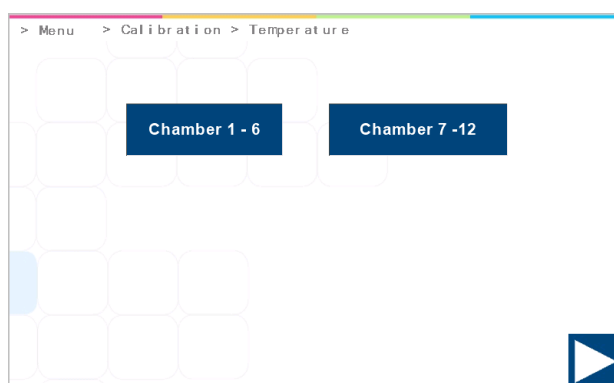 > Menu > Calibration > Temperature
Chamber 1 - 6
Chamber 7 -12